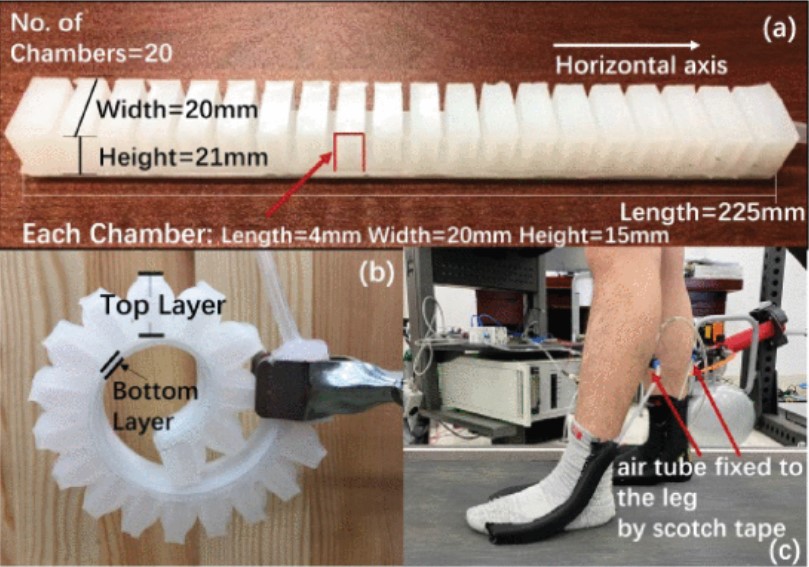 No. of
Chambers=20
(a)
Horizontal axis
Width=20mm
Height=21mm
Length=225mm
Each Chamber: Length=4mm Width=20mm Height=15mm
(b)
Top Layer
Bottom
Layer
air tube fixed to
the leg
by scotch tape
(c)